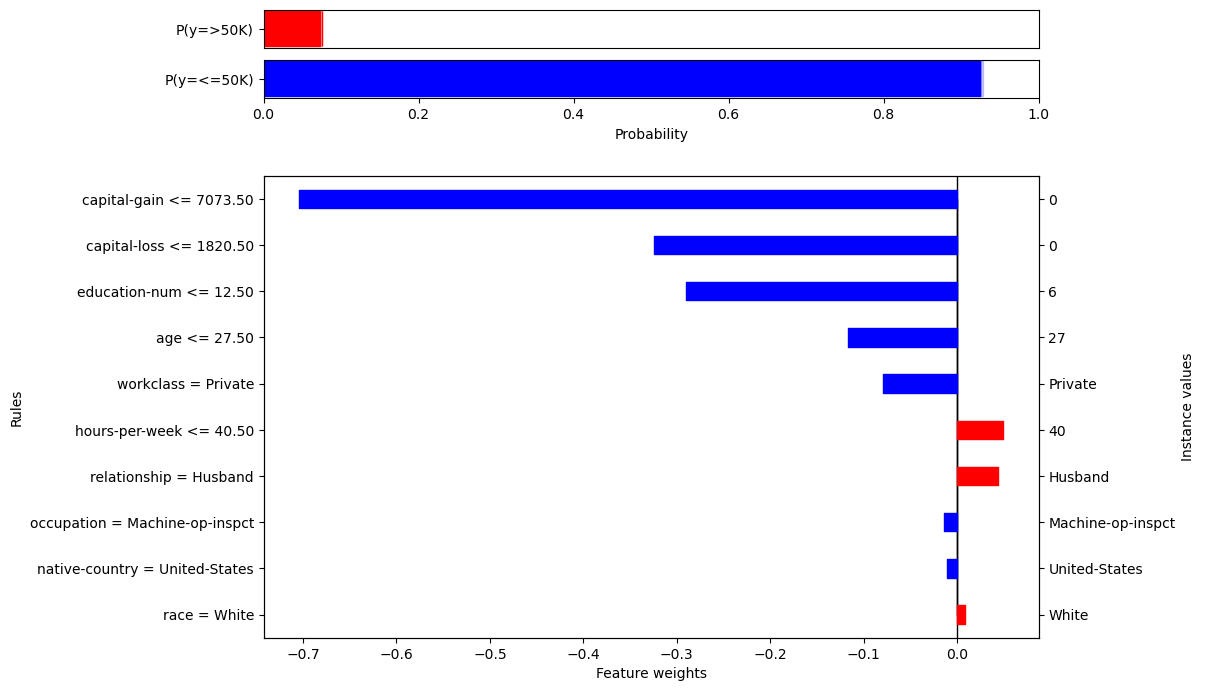 P(y=>50K)
P(y=<=50K)
0.0 0.2 0.4 0.6 0.8 1.0
Probability
capital-gain <= 7073.50 0
capital-loss <= 1820.50 0
education-num <= 12.50 6
age <= 27.50 27
workclass = Private Private
hours-per-week <= 40.50 40
relationship = Husband Husband
occupation = Machine-op-inspct Machine-op-inspct
native-country = United-States United-States
race = White White
Rules
Instance values
−0.7 −0.6 −0.5 −0.4 −0.3 −0.2 −0.1 0.0
Feature weights